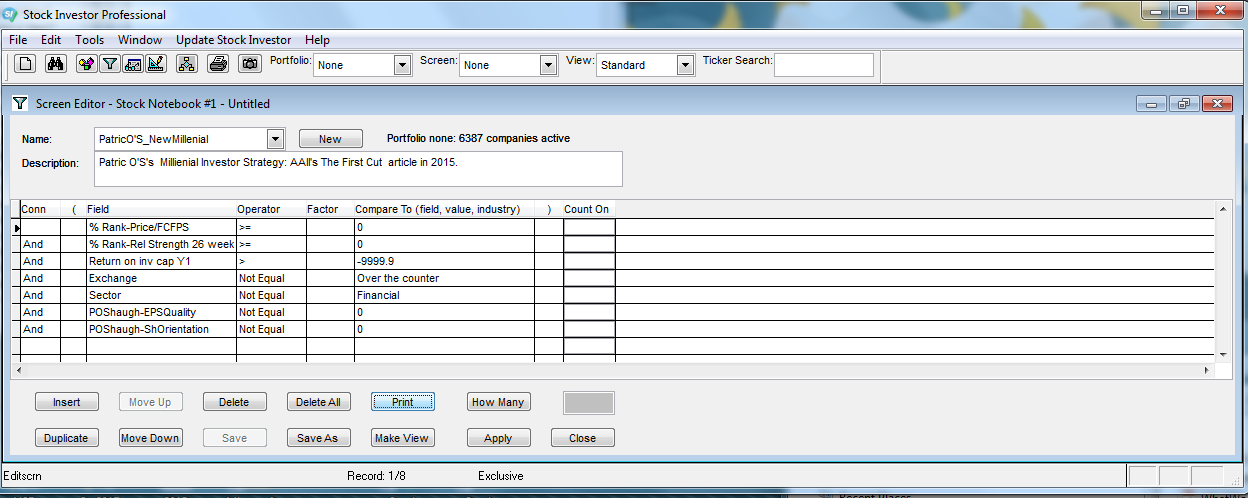 Stock Investor Professional
File Edit Tools Window Update Stock Investor Help
Portfolio: None Screen: None View: Standard Ticker Search:
Screen Editor - Stock Notebook #1 - Untitled
Name: PatricO'S_NewMillenial New Portfolio none: 6387 companies active
Description: Patric O'S's Millienial Investor Strategy: AAII's The First Cut article in 2015.
Conn ( Field Operator Factor Compare To (field, value, industry) ) Count On
% Rank-Price/FCFPS >= 0
And % Rank-Rel Strength 26 week >= 0
And Return on inv cap Y1 > -9999.9
And Exchange Not Equal Over the counter
And Sector Not Equal Financial
And POShaugh-EPSQuality Not Equal 0
And POShaugh-ShOrientation Not Equal 0
Insert Move Up Delete Delete All Print How Many
Duplicate Move Down Save Save As Make View Apply Close
Editscrn Record: 1/8 Exclusive